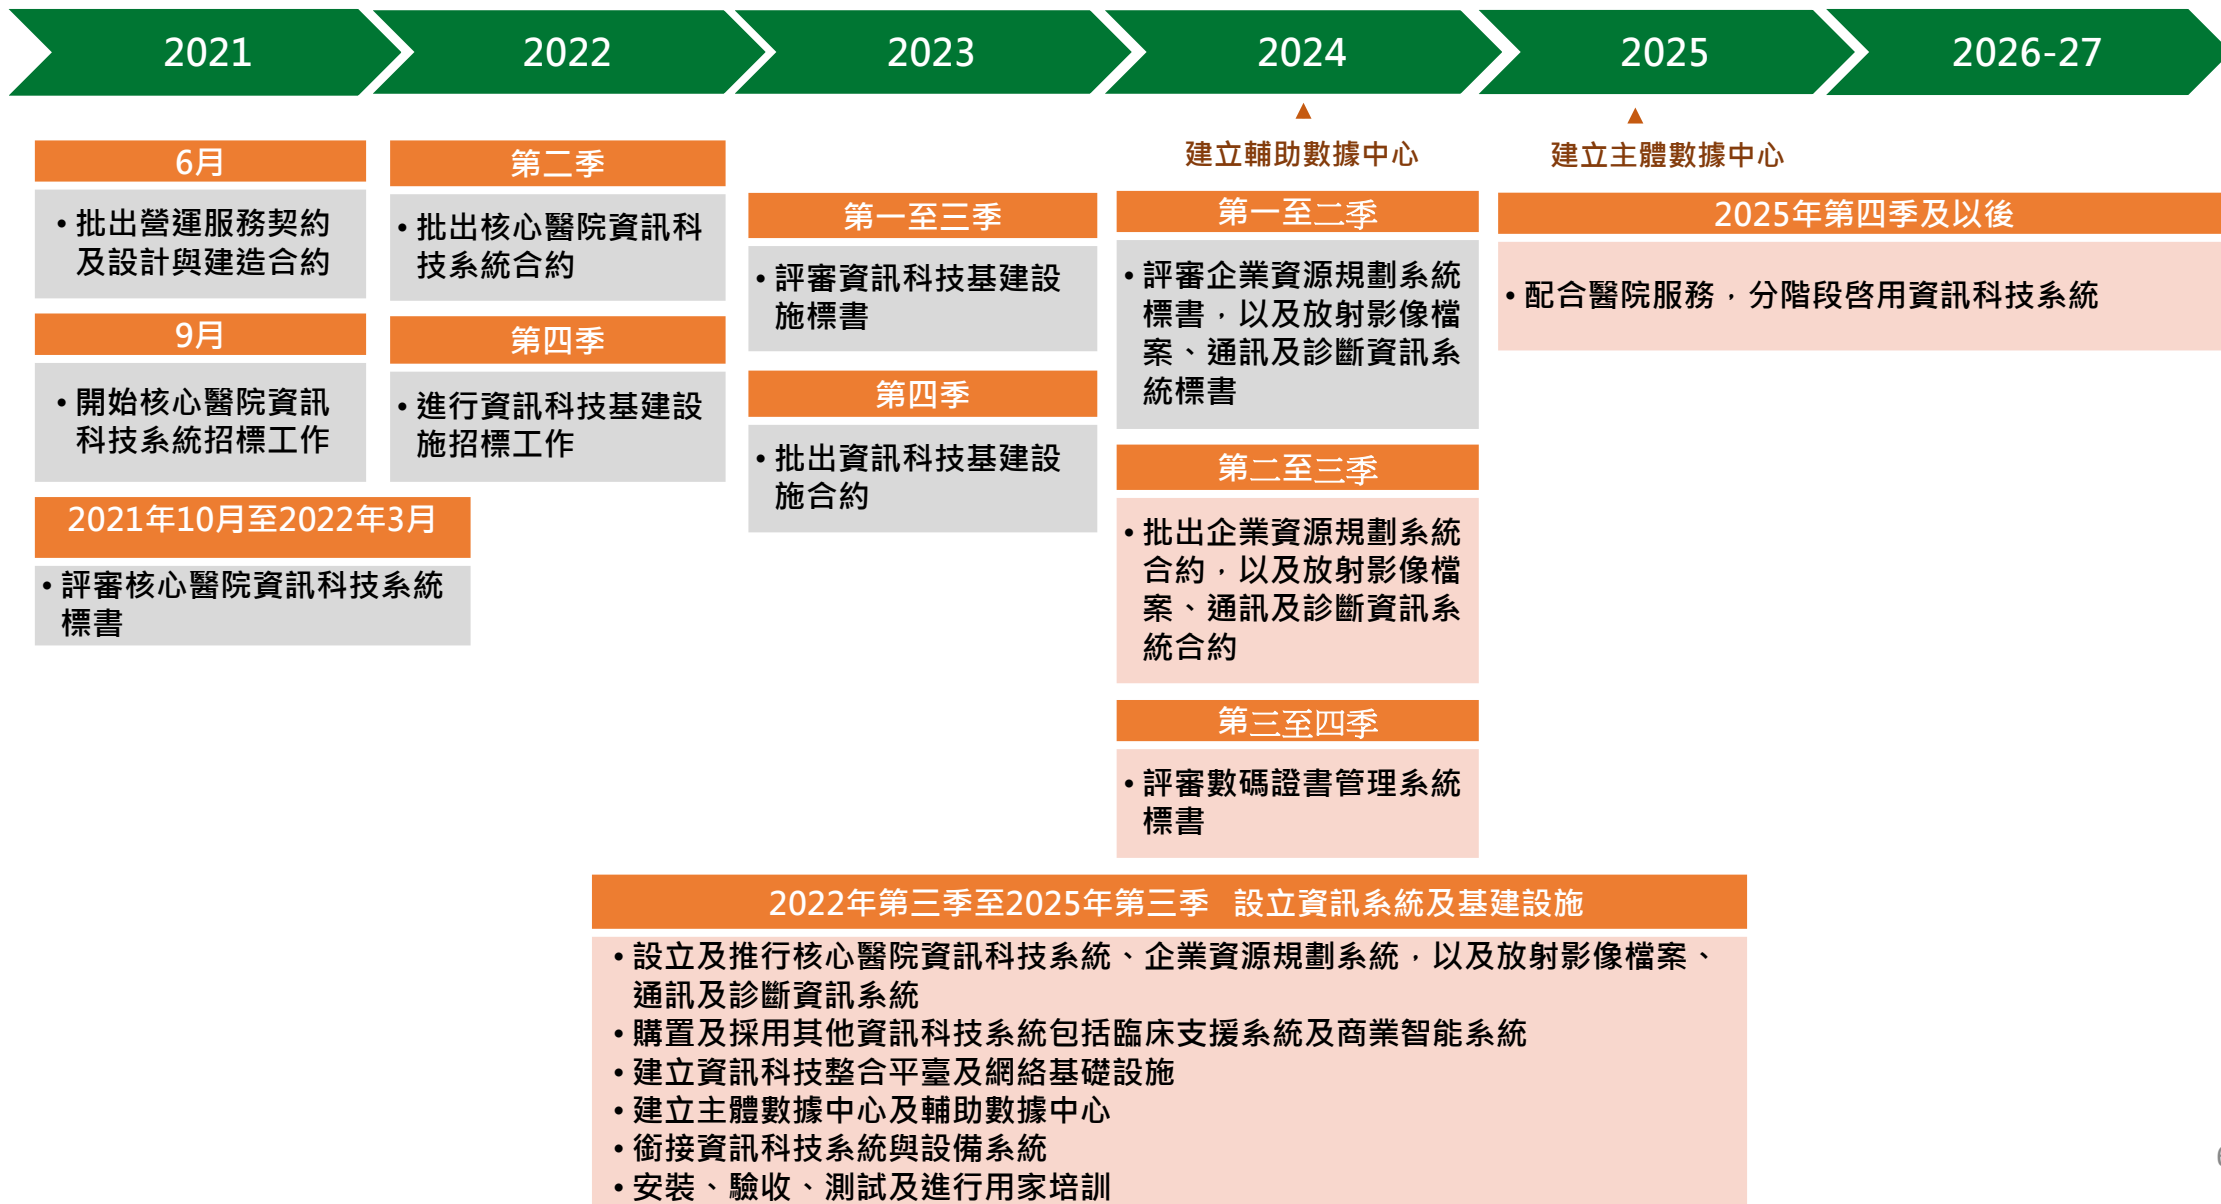 2021
2022
2023
2024
2025
2026-27
建立輔助數據中心
建立主體數據中心
6月
• 批出營運服務契約
及設計與建造合約
9月
• 開始核心醫院資訊
科技系統招標工作
2021年10月至2022年3月
• 評審核心醫院資訊科技系統
標書
第二季
• 批出核心醫院資訊科
技系統合約
第四季
• 進行資訊科技基建設
施招標工作
第一至三季
• 評審資訊科技基建設
施標書
第四季
• 批出資訊科技基建設
施合約
第一至二季
• 評審企業資源規劃系統
標書，以及放射影像檔
案、通訊及診斷資訊系
統標書
第二至三季
• 批出企業資源規劃系統
合約，以及放射影像檔
案、通訊及診斷資訊系
統合約
第三至四季
• 評審數碼證書管理系統
標書
2025年第四季及以後
• 配合醫院服務，分階段啓用資訊科技系統
2022年第三季至2025年第三季 設立資訊系統及基建設施
• 設立及推行核心醫院資訊科技系統、企業資源規劃系統，以及放射影像檔案、
通訊及診斷資訊系統
• 購置及採用其他資訊科技系統包括臨床支援系統及商業智能系統
• 建立資訊科技整合平臺及網絡基礎設施
• 建立主體數據中心及輔助數據中心
• 銜接資訊科技系統與設備系統
• 安裝、驗收、測試及進行用家培訓